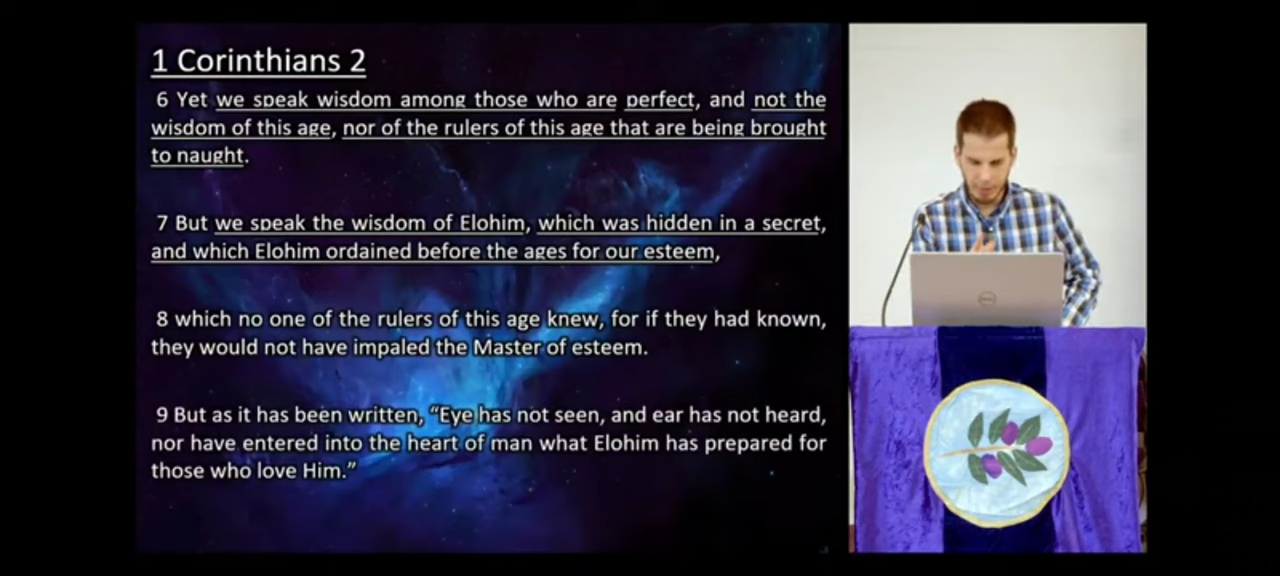 1 Corinthians 2
6 Yet we speak wisdom among those who are perfect, and not the
wisdom of this age, nor of the rulers of this age that are being brought
to naught.
7 But we speak the wisdom of Elohim, which was hidden in a secret,
and which Elohim ordained before the ages for our esteem,
8 which no one of the rulers of this age knew, for if they had known,
they would not have impaled the Master of esteem.
9 But as it has been written, “Eye has not seen, and ear has not heard,
nor have entered into the heart of man what Elohim has prepared for
those who love Him.”
DELL